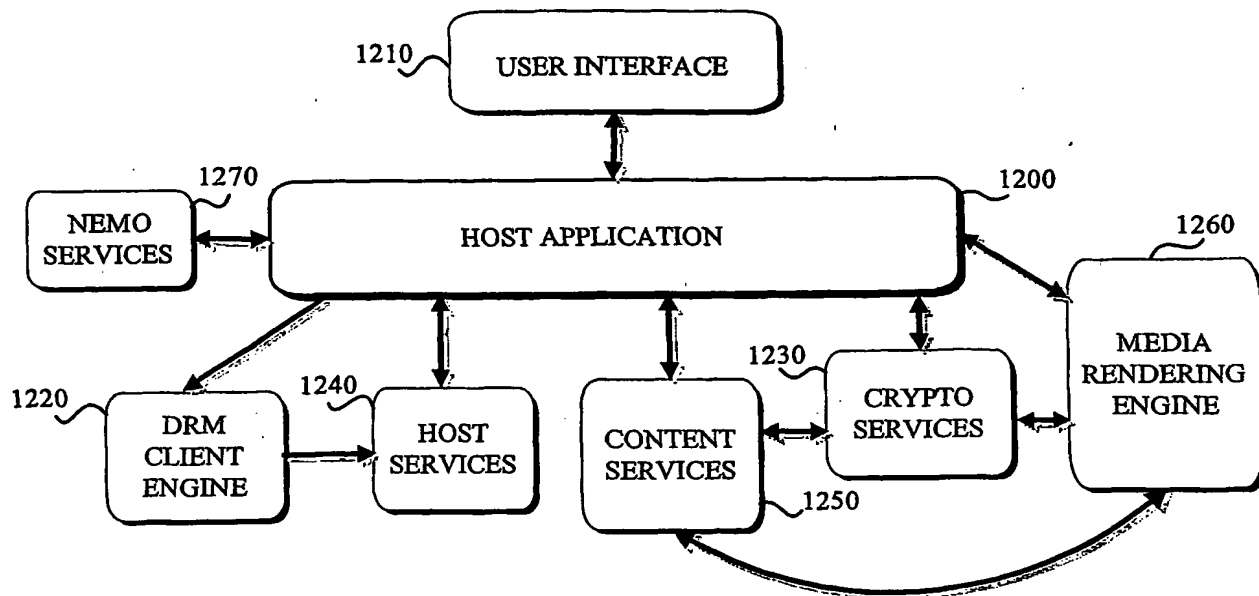 1210
USER INTERFACE
1270
NEMO
SERVICES
1200
HOST APPLICATION
1260
MEDIA
RENDERING
ENGINE
1220
DRM
CLIENT
ENGINE
1240
HOST
SERVICES
CONTENT
SERVICES
1250
1230
CRYPTO
SERVICES